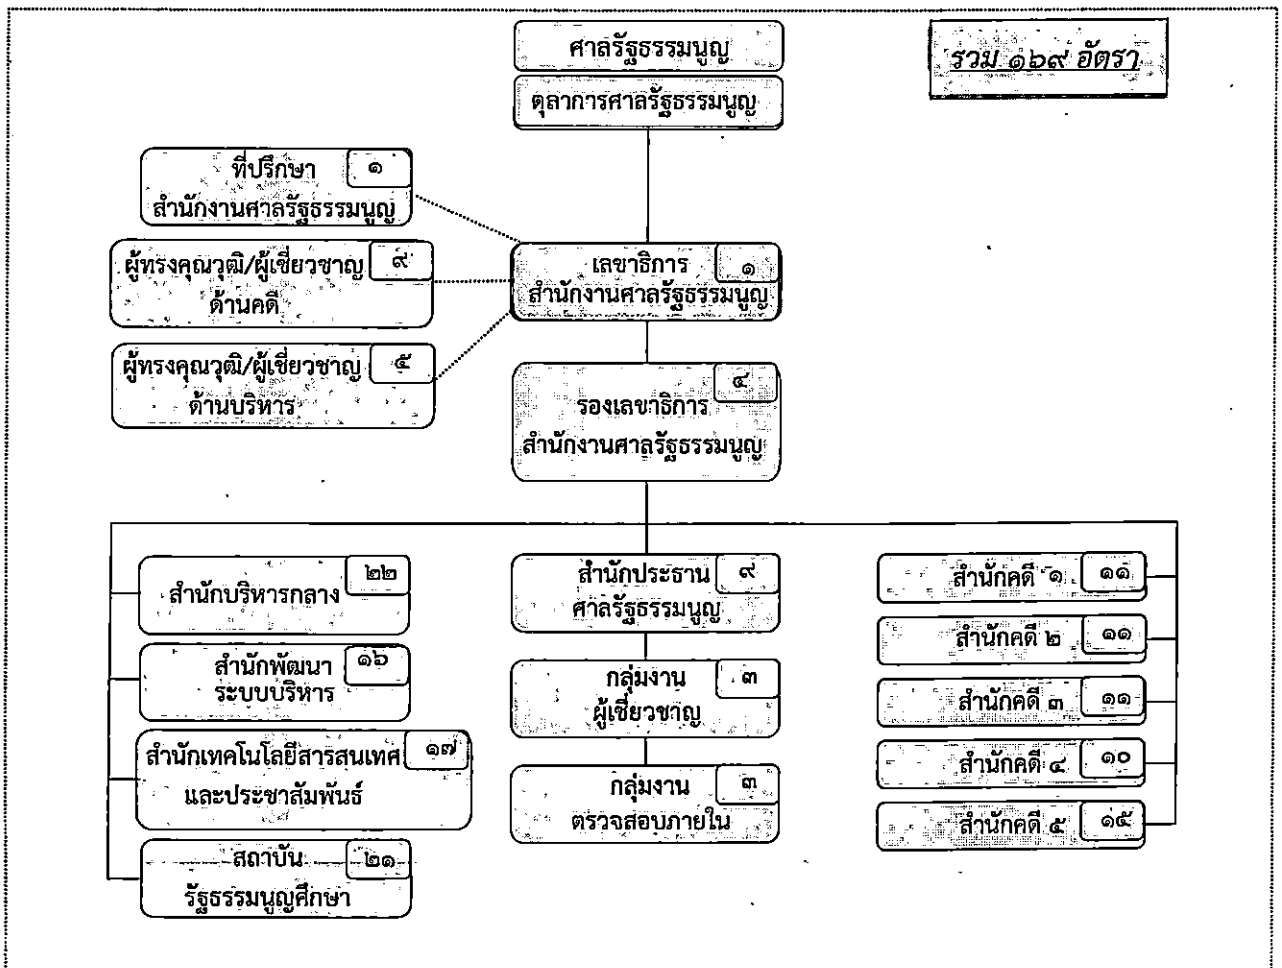 ศาลรัฐธรรมนูญ
รวม ๑๖๙ อัตรา
ตุลาการศาลรัฐธรรมนูญ
ที่ปรึกษา ๑
สำนักงานศาลรัฐธรรมนูญ
ผู้ทรงคุณวุฒิ/ผู้เชี่ยวชาญ ๙
ด้านคดี
เลขาธิการ ๑
สำนักงานศาลรัฐธรรมนูญ
ผู้ทรงคุณวุฒิ/ผู้เชี่ยวชาญ ๕
ด้านบริหาร
๔
รองเลขาธิการ
สำนักงานศาลรัฐธรรมนูญ
สำนักบริหารกลาง ๒๒
สำนักพัฒนา ๑๖
ระบบบริหาร
สำนักเทคโนโลยีสารสนเทศ ๑๗
และประชาสัมพันธ์
สถาบัน ๒๑
รัฐธรรมนูญศึกษา
สำนักประธาน ๙
ศาลรัฐธรรมนูญ
กลุ่มงาน ๓
ผู้เชี่ยวชาญ
กลุ่มงาน ๓
ตรวจสอบภายใน
สำนักคดี ๑ ๑๑
สำนักคดี ๒ ๑๑
สำนักคดี ๓ ๑๑
สำนักคดี ๔ ๑๐
สำนักคดี ๕ ๑๕